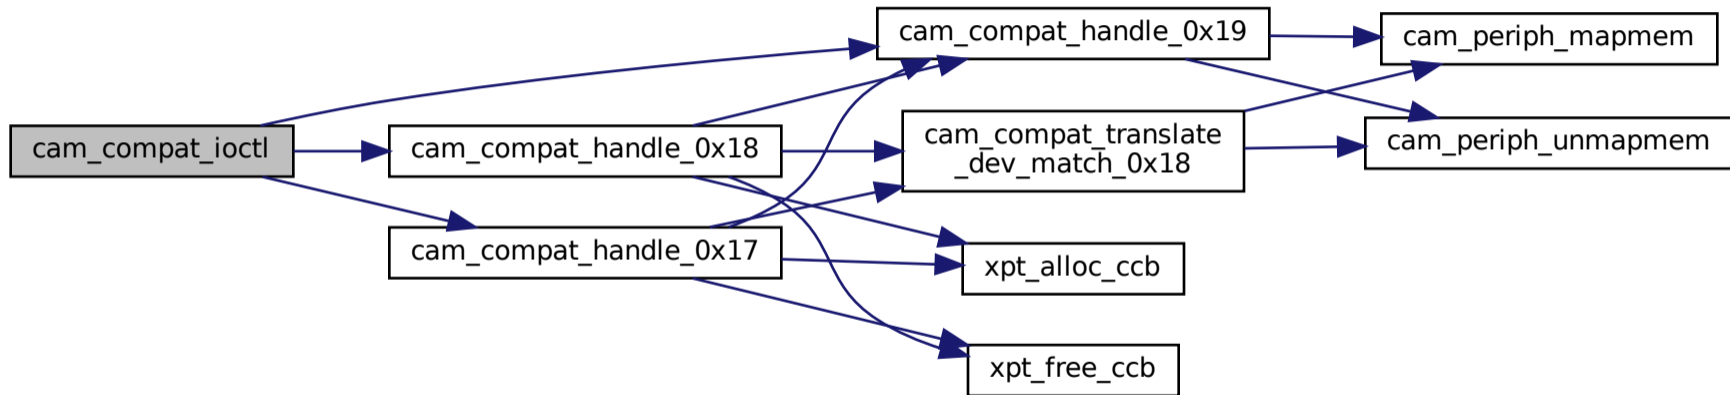 cam_compat_ioctl
cam_compat_handle_0x18
cam_compat_handle_0x17
cam_compat_handle_0x19
cam_compat_translate
_dev_match_0x18
xpt_alloc_ccb
xpt_free_ccb
cam_periph_mapmem
cam_periph_unmapmem